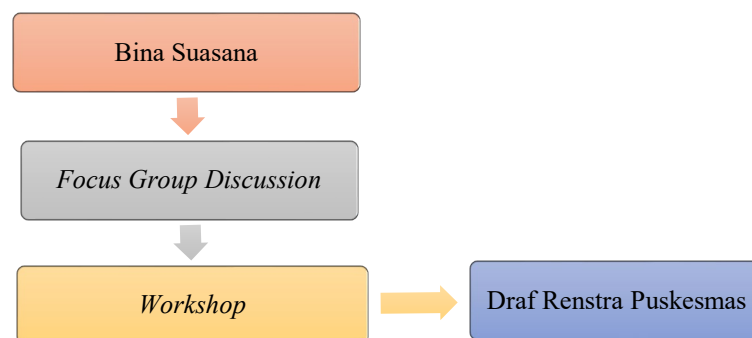 Bina Suasana
Focus Group Discussion
Workshop
Draf Renstra Puskesmas